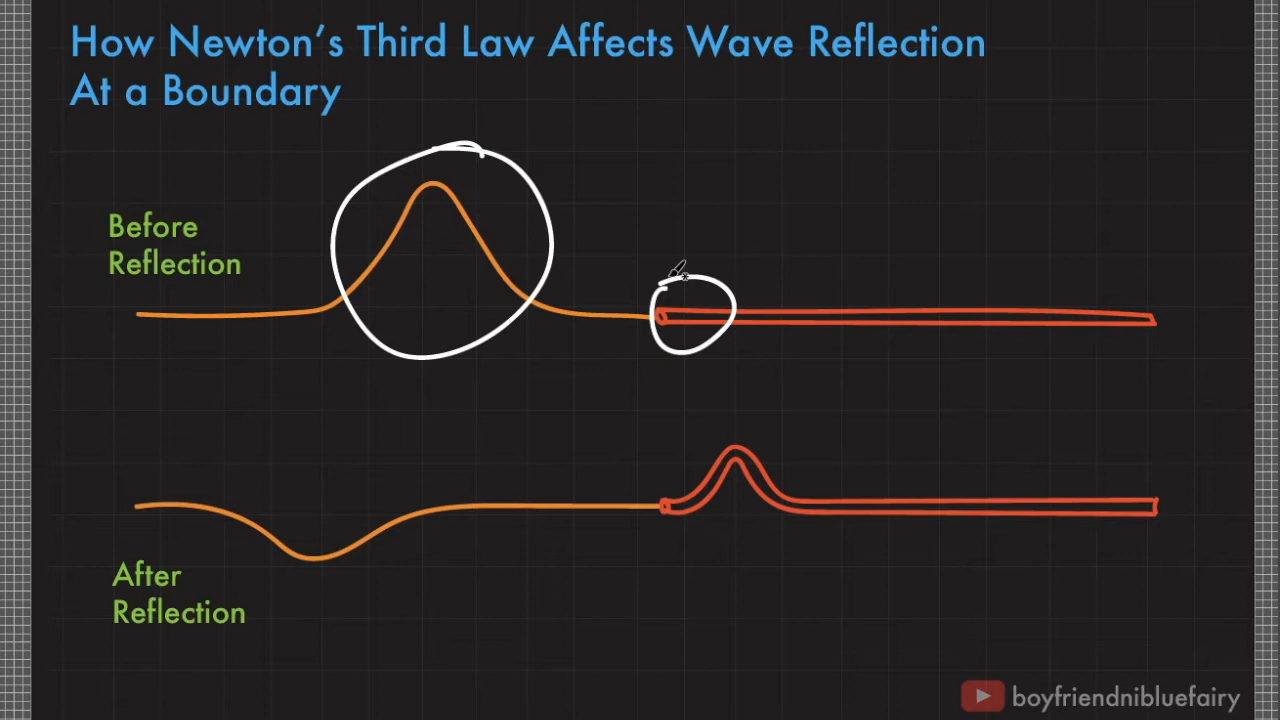 How Newton's Third Law Affects Wave Reflection
At a Boundary
Before
Reflection
After
Reflection
boyfriendnibluefairy